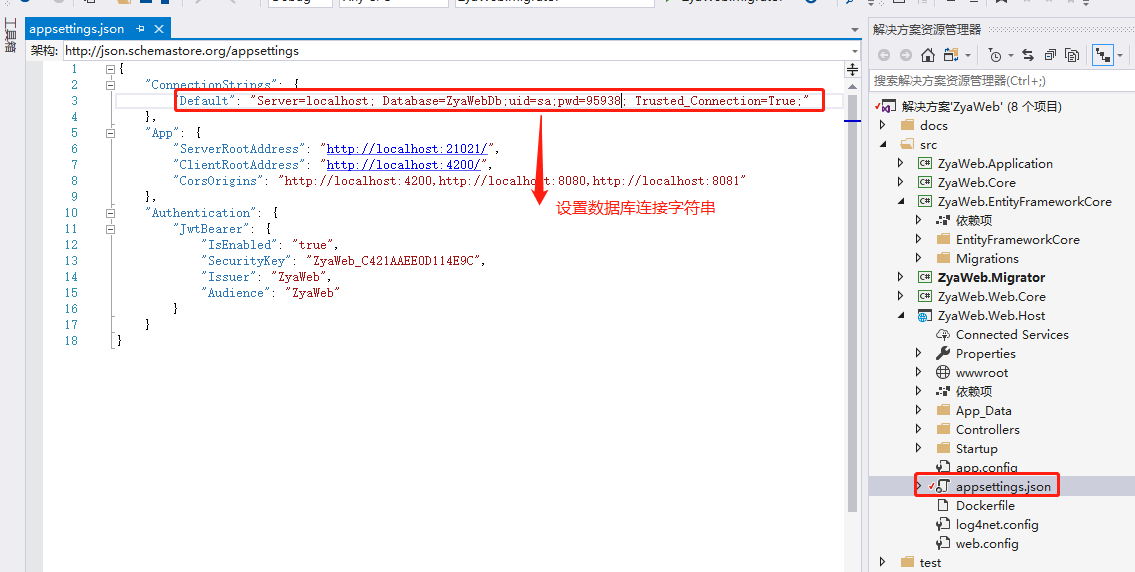 工具箱
appsettings.json
架构: http://json.schemastore.org/appsettings
1 {
2 "ConnectionStrings": {
3 Default": "Server=localhost; Database=ZyaWebDb;uid=sa;pwd=95938; Trusted_Connection=True;"
4 },
5 "App": {
6 "ServerRootAddress": "http://localhost:21021/",
7 "ClientRootAddress": "http://localhost:4200/",
8 "CorsOrigins": "http://localhost:4200,http://localhost:8080,http://localhost:8081"
9 },
设置数据库连接字符串
10 "Authentication": {
11 "JwtBearer": {
12 "IsEnabled": "true",
13 "SecurityKey": "ZyaWeb_C421AAEE0D114E9C",
14 "Issuer": "ZyaWeb",
15 "Audience": "ZyaWeb"
16 }
17 }
18 }
解决方案资源管理器
搜索解决方案资源管理器(Ctrl+;)
解决方案'ZyaWeb' (8 个项目)
docs
src
C# ZyaWeb.Application
C# ZyaWeb.Core
C# ZyaWeb.EntityFrameworkCore
依赖项
EntityFrameworkCore
Migrations
C# ZyaWeb.Migrator
C# ZyaWeb.Web.Core
ZyaWeb.Web.Host
Connected Services
Properties
wwwroot
依赖项
App_Data
Controllers
Startup
app.config
appsettings.json
Dockerfile
log4net.config
web.config
test